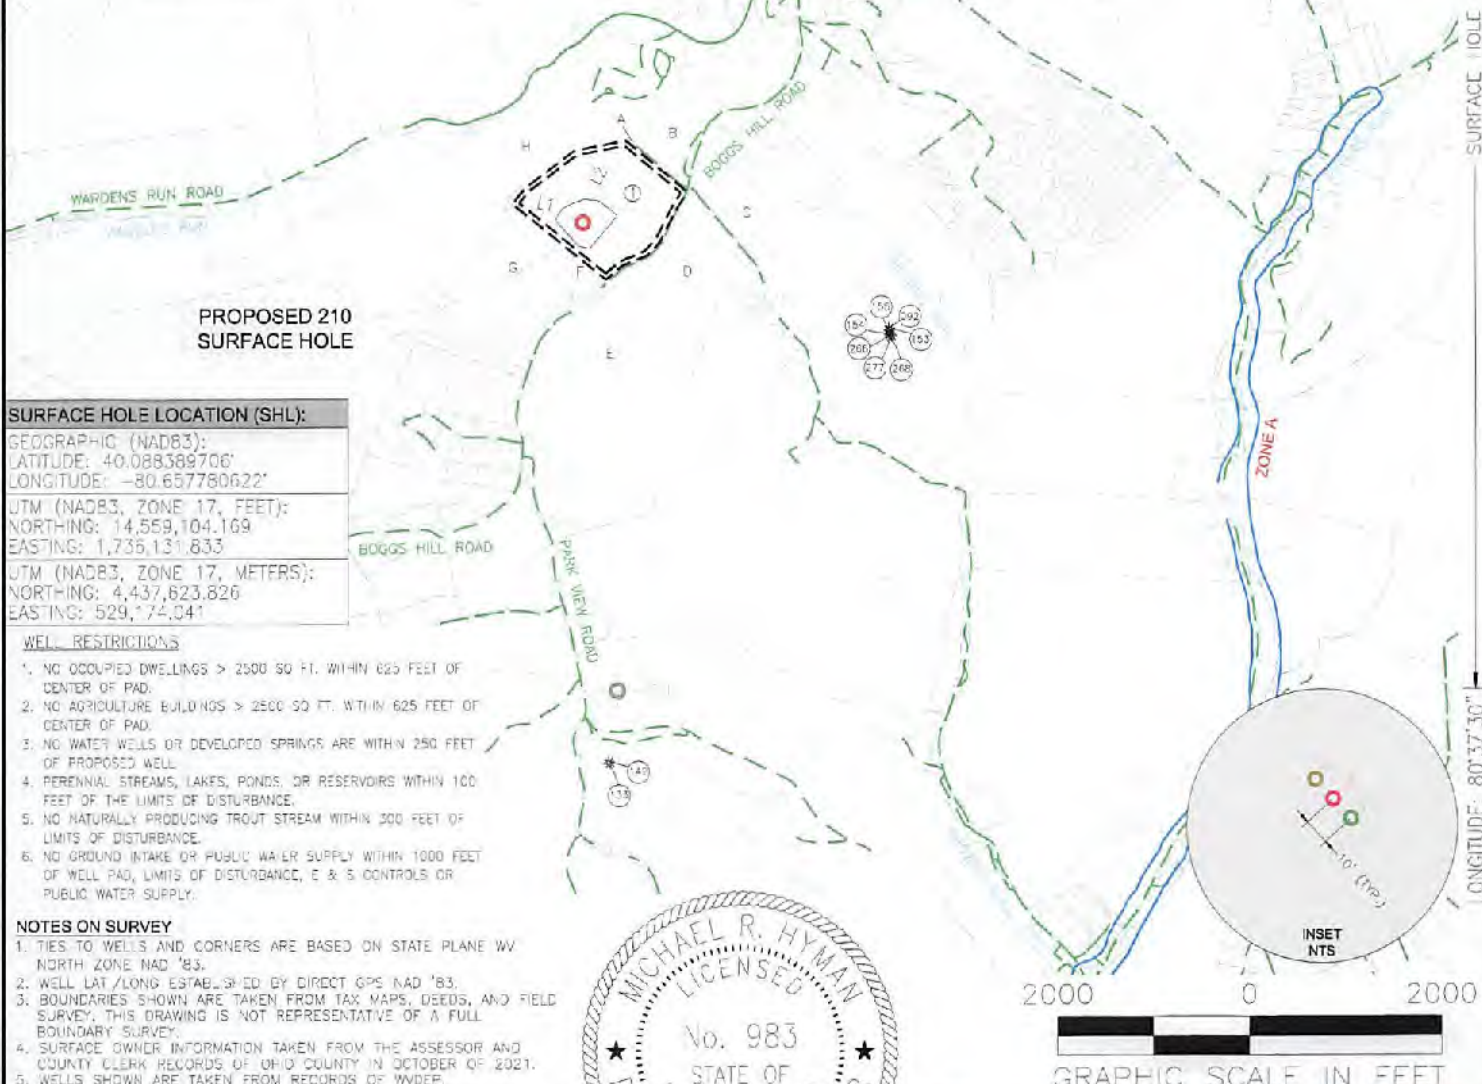 SURFACE HOLE
WARDENS RUN ROAD
BOGGS HILL ROAD
A
B
H
L2
1
L1
C
G
F
D
E
PROPOSED 210
SURFACE HOLE
155
292
154
153
266
277
268
ZONE A
SURFACE HOLE LOCATION (SHL):
GEOGRAPHIC (NAD83):
LATITUDE: 40.088389706°
LONGITUDE: -80.657780622°
UTM (NAD83, ZONE 17, FEET):
NORTHING: 14,559,104.169
EASTING: 1,736,131.833
UTM (NAD83, ZONE 17, METERS):
NORTHING: 4,437,623.826
EASTING: 529,174.041
BOGGS HILL ROAD
PARK VIEW ROAD
WELL RESTRICTIONS
1. NO OCCUPIED DWELLINGS > 2500 SQ FT. WITHIN 625 FEET OF
CENTER OF PAD.
2. NO AGRICULTURE BUILDINGS > 2500 SQ FT. WITHIN 625 FEET OF
CENTER OF PAD.
3. NO WATER WELLS OR DEVELOPED SPRINGS ARE WITHIN 250 FEET
OF PROPOSED WELL
4. PERENNIAL STREAMS, LAKES, PONDS, OR RESERVOIRS WITHIN 100
FEET OF THE LIMITS OF DISTURBANCE.
5. NO NATURALLY PRODUCING TROUT STREAM WITHIN 300 FEET OF
LIMITS OF DISTURBANCE.
6. NO GROUND INTAKE OR PUBLIC WATER SUPPLY WITHIN 1000 FEET
OF WELL PAD, LIMITS OF DISTURBANCE, E & S CONTROLS OR
PUBLIC WATER SUPPLY.
149
138
LONGITUDE 80°37'30"
10' (TYP.)
INSET
NTS
NOTES ON SURVEY
1. TIES TO WELLS AND CORNERS ARE BASED ON STATE PLANE WV
NORTH ZONE NAD '83.
2. WELL LAT/LONG ESTABLISHED BY DIRECT GPS NAD '83.
3. BOUNDARIES SHOWN ARE TAKEN FROM TAX MAPS, DEEDS, AND FIELD
SURVEY. THIS DRAWING IS NOT REPRESENTATIVE OF A FULL
BOUNDARY SURVEY.
4. SURFACE OWNER INFORMATION TAKEN FROM THE ASSESSOR AND
COUNTY CLERK RECORDS OF OHIO COUNTY IN OCTOBER OF 2021.
5. WELLS SHOWN ARE TAKEN FROM RECORDS OF WVDEP.
MICHAEL R. HYMAN
LICENSED
No. 983
STATE OF
2000 0 2000
GRAPHIC SCALE IN FEET